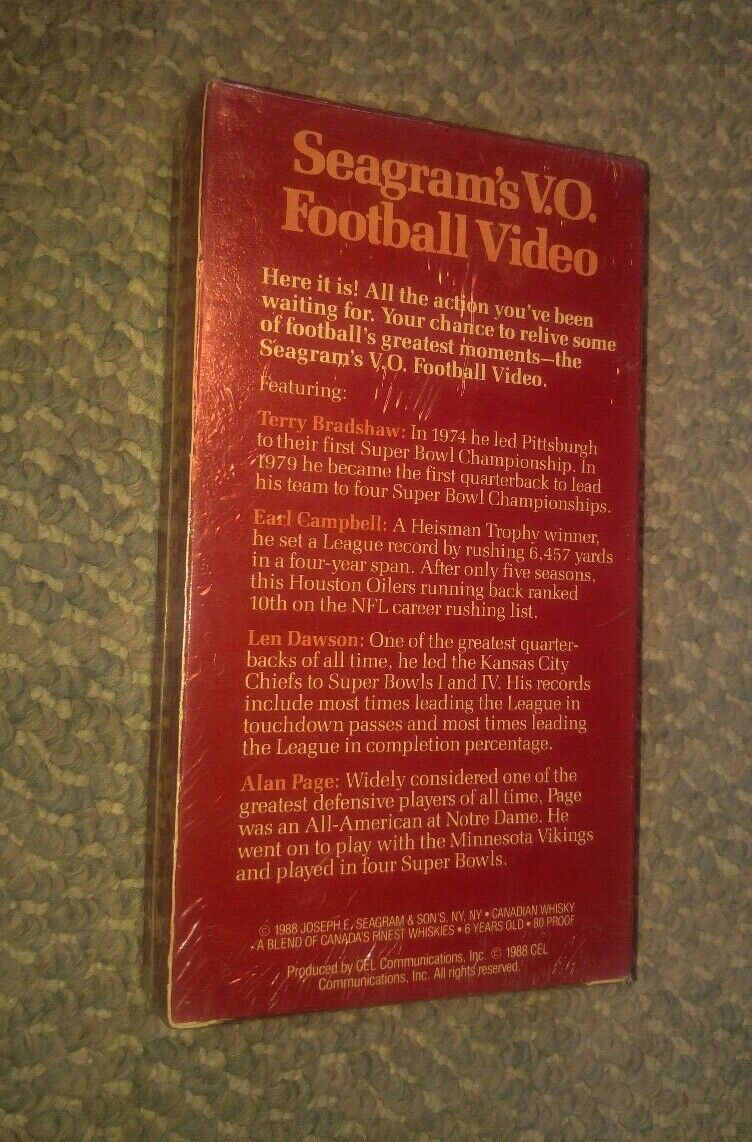 Seagram's V.O.
Football Video
Here it is! All the action you've been
waiting for. Your chance to relive some
of football's greatest moments—the
Seagram's V.O. Football Video.
Featuring:
Terry Bradshaw: In 1974 he led Pittsburgh
to their first Super Bowl Championship. In
1979 he became the first quarterback to lead
his team to four Super Bowl Championships.
Earl Campbell: A Heisman Trophy winner,
he set a League record by rushing 6,457 yards
in a four-year span. After only five seasons,
this Houston Oilers running back ranked
10th on the NFL career rushing list.
Len Dawson: One of the greatest quarter-
backs of all time, he led the Kansas City
Chiefs to Super Bowls I and IV. His records
include most times leading the League in
touchdown passes and most times leading
the League in completion percentage.
Alan Page: Widely considered one of the
greatest defensive players of all time, Page
was an All-American at Notre Dame. He
went on to play with the Minnesota Vikings
and played in four Super Bowls.
© 1988 JOSEPH E. SEAGRAM & SON'S. NY, NY • CANADIAN WHISKY
A BLEND OF CANADA'S FINEST WHISKIES • 6 YEARS OLD • 80 PROOF
Produced by CEL Communications, Inc. © 1988 CEL
Communications, Inc. All rights reserved.